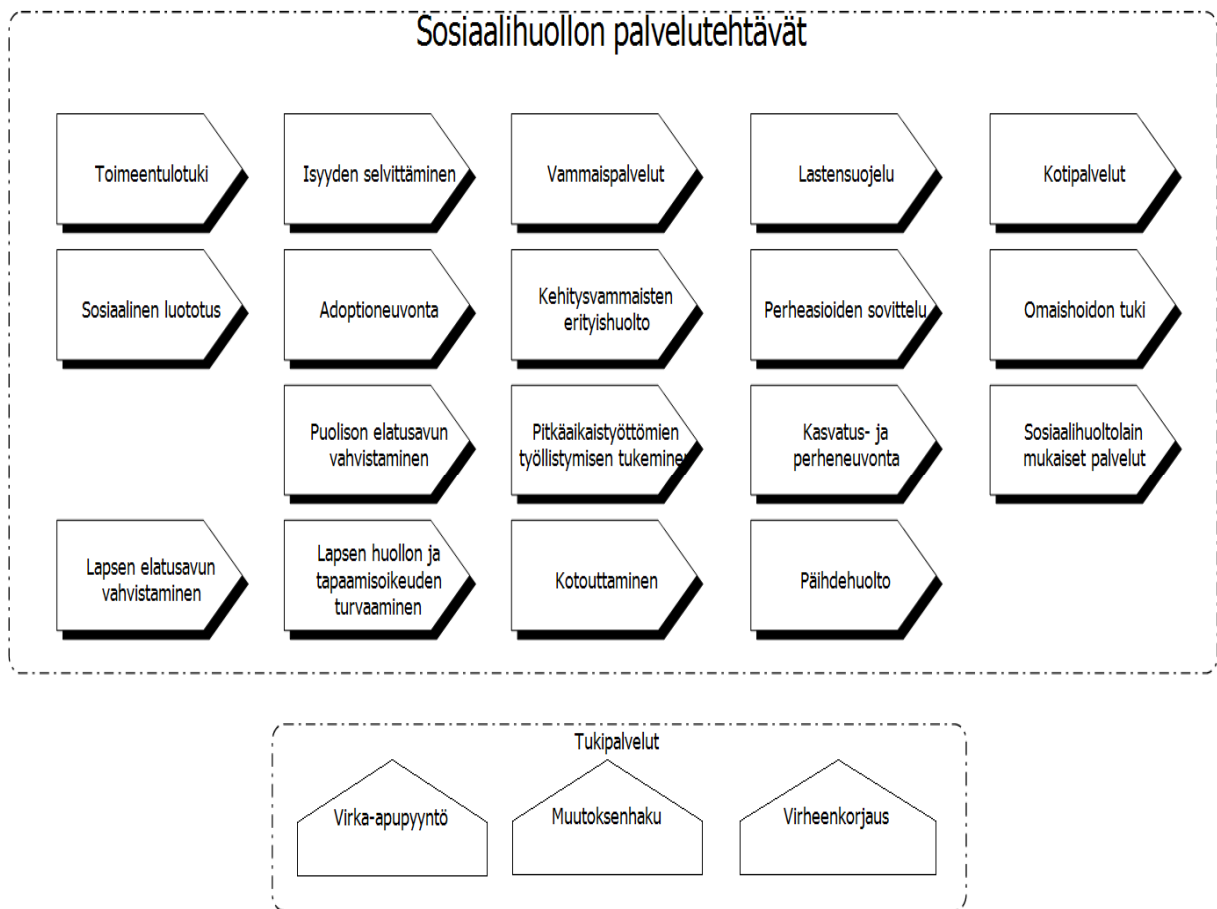 Sosiaalihuollon palvelutehtävät
Toimeentulotuki
Isyyden selvittäminen
Vammaispalvelut
Lastensuojelu
Kotipalvelut
Sosiaalinen luototus
Adoptioneuvonta
Kehitysvammaisten
erityishuolto
Perheasioiden sovittelu
Omaishoidon tuki
Puolison elatusavun
vahvistaminen
Pitkäaikaistyöttömien
työllistymisen tukeminen
Kasvatus- ja
perheneuvonta
Sosiaalihuoltolain
mukaiset palvelut
Lapsen elatusavun
vahvistaminen
Lapsen huollon ja
tapaamisoikeuden
turvaaminen
Kotouttaminen
Päihdehuolto
Tukipalvelut
Virka-apupyyntö
Muutoksenhaku
Virheenkorjaus